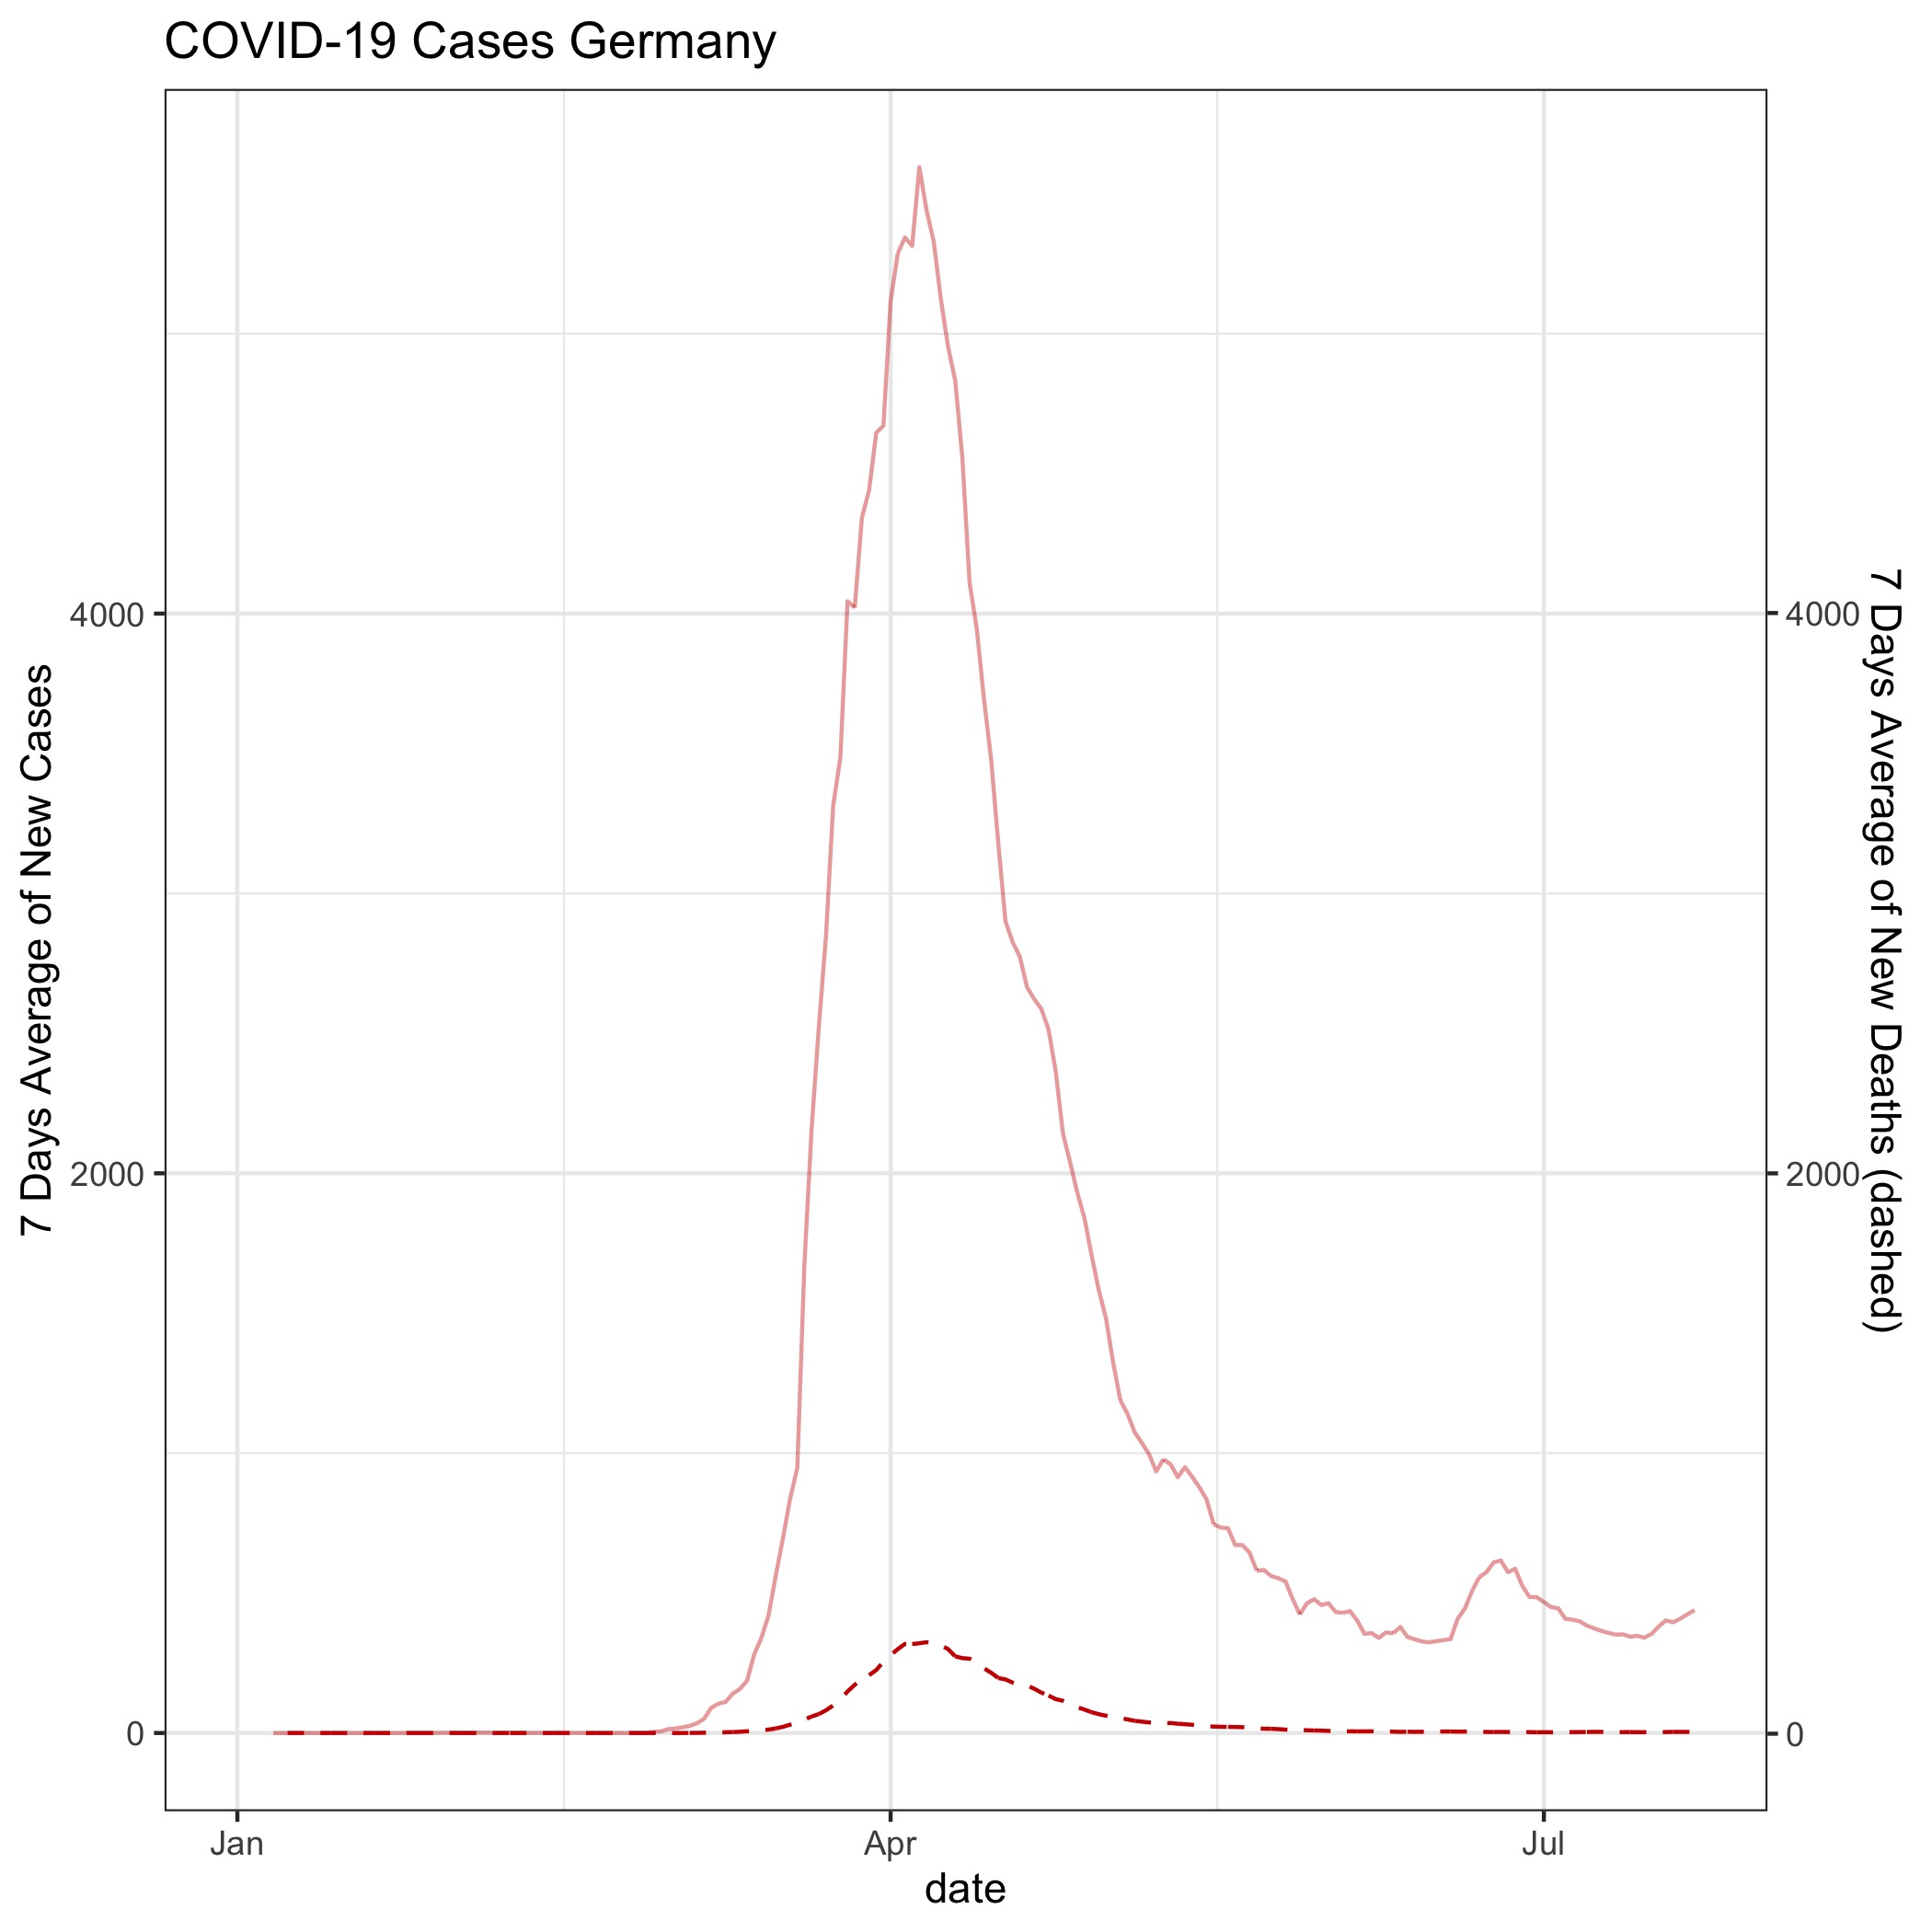 COVID-19 Cases Germany
7 Days Average of New Cases
4000
2000
0
4000
2000
0
7 Days Average of New Deaths (dashed)
Jan
Apr
Jul
date